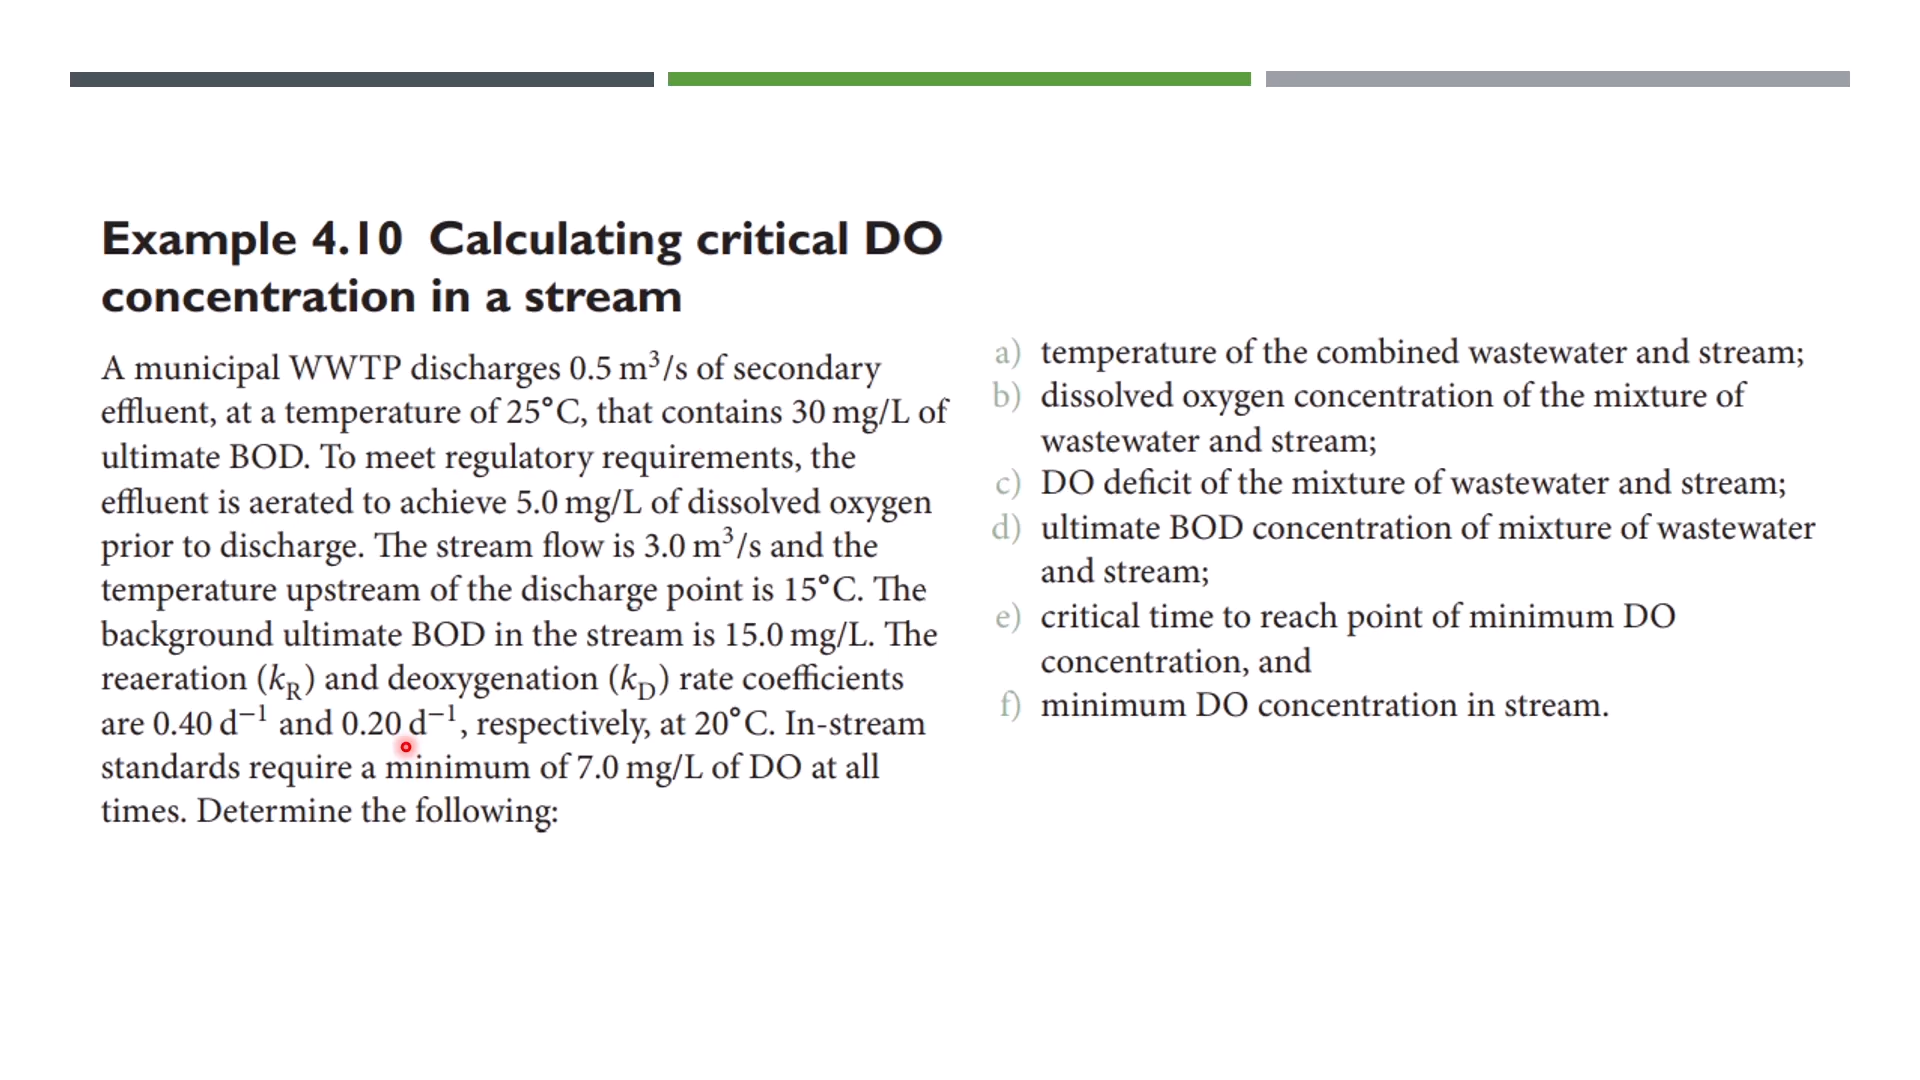 Example 4.10 Calculating critical DO
concentration in a stream
A municipal WWTP discharges 0.5 m³/s of secondary
effluent, at a temperature of 25°C, that contains 30 mg/L of
ultimate BOD. To meet regulatory requirements, the
effluent is aerated to achieve 5.0 mg/L of dissolved oxygen
prior to discharge. The stream flow is 3.0 m³/s and the
temperature upstream of the discharge point is 15°C. The
background ultimate BOD in the stream is 15.0 mg/L. The
reaeration (k_R) and deoxygenation (k_D) rate coefficients
are 0.40 d⁻¹ and 0.20 d⁻¹, respectively, at 20°C. In-stream
standards require a minimum of 7.0 mg/L of DO at all
times. Determine the following:
a) temperature of the combined wastewater and stream;
b) dissolved oxygen concentration of the mixture of
wastewater and stream;
c) DO deficit of the mixture of wastewater and stream;
d) ultimate BOD concentration of mixture of wastewater
and stream;
e) critical time to reach point of minimum DO
concentration, and
f) minimum DO concentration in stream.